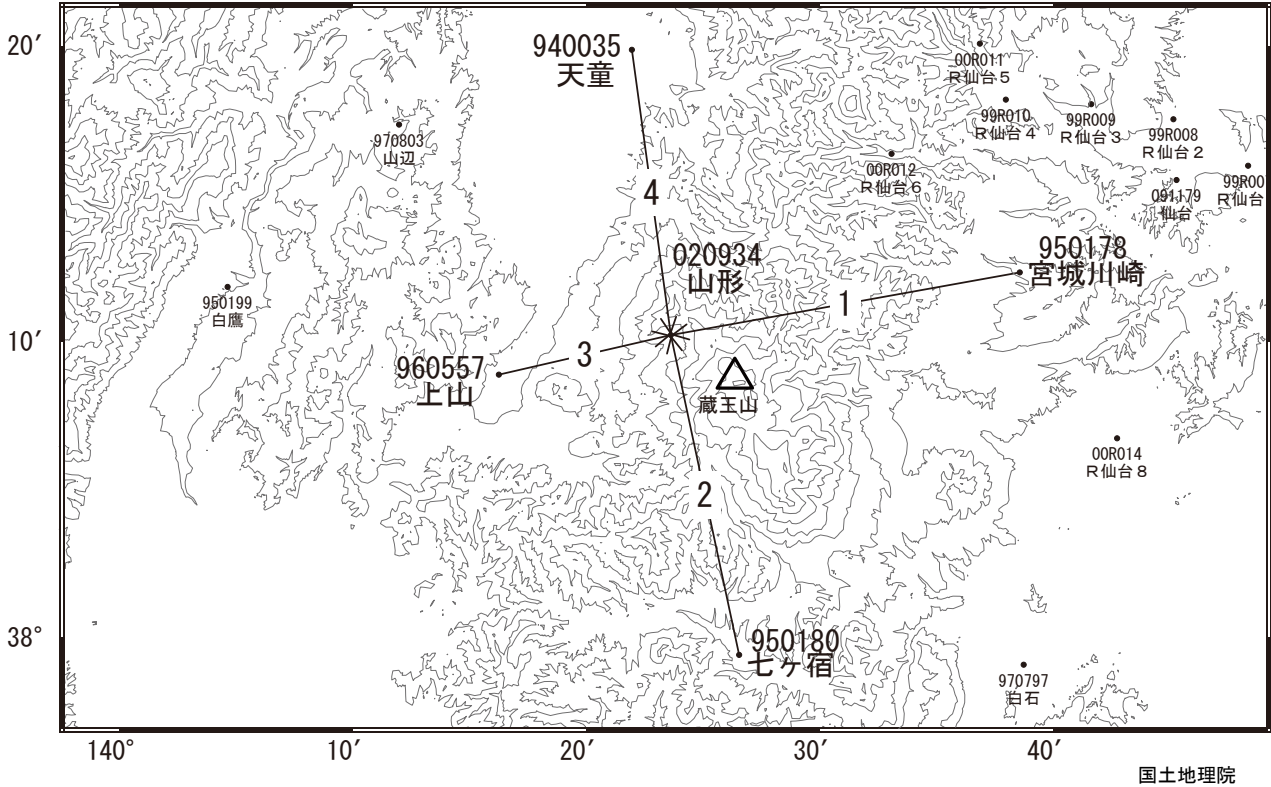 20′
940035
天童
00R011
R仙台5
99R010
R仙台4
99R009
R仙台3
99R008
R仙台2
970803
山辺
00R012
R仙台6
091179
仙台
99R00
R仙台
4
020934
山形
950178
宮城川崎
950199
白鷹
1
10′
3
960557
上山
蔵王山
00R014
R仙台8
2
38°
950180
七ヶ宿
970797
白石
140°
10′
20′
30′
40′
国土地理院